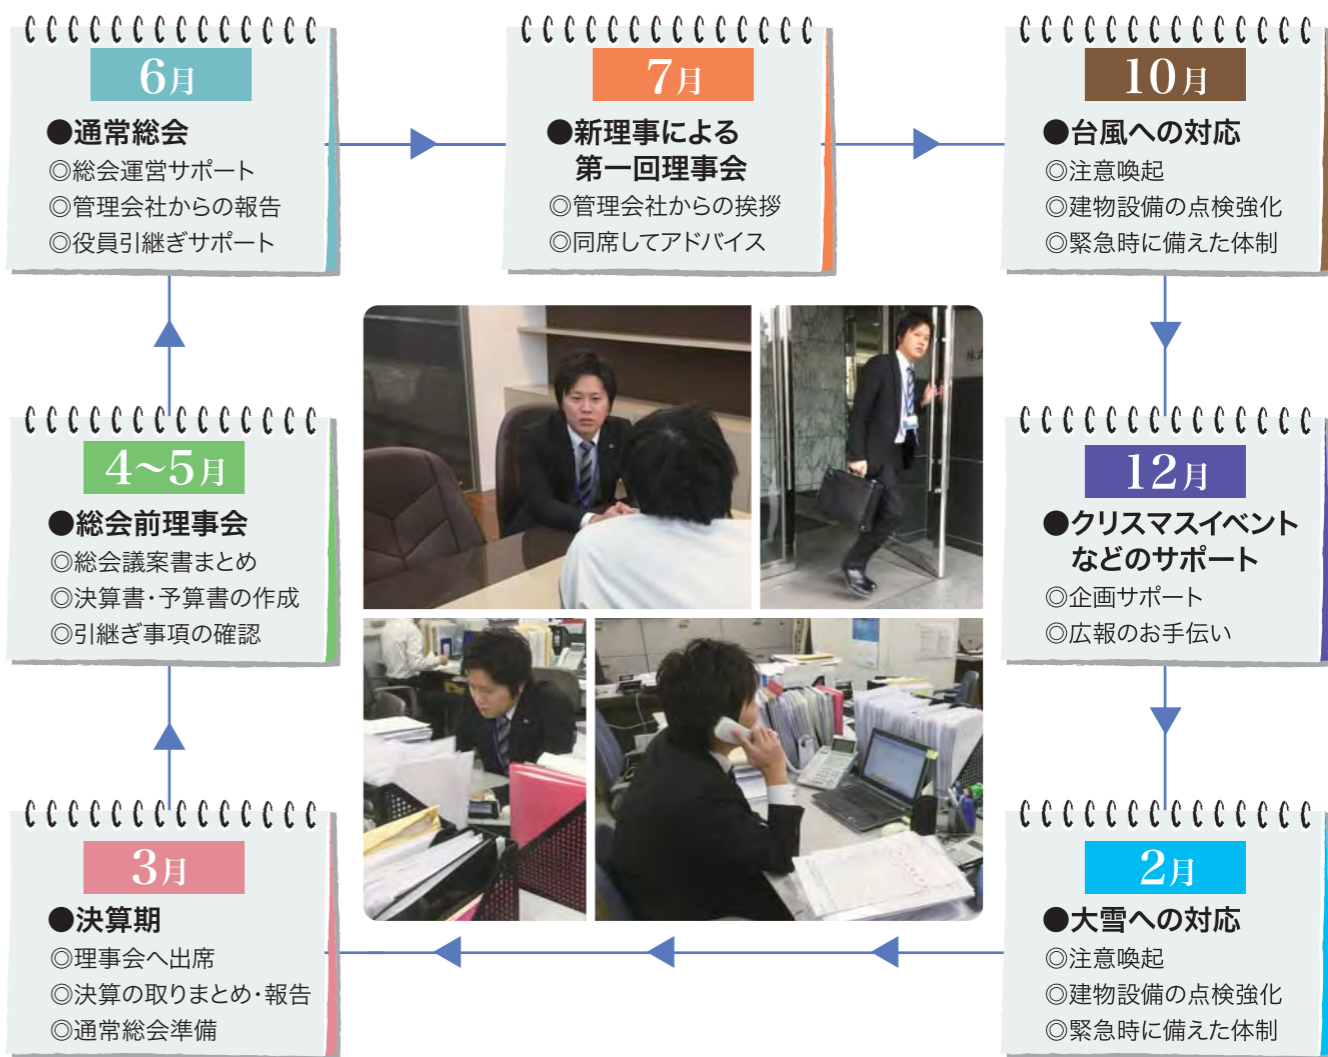 6月
●通常総会
◎総会運営サポート
◎管理会社からの報告
◎役員引継ぎサポート
7月
●新理事による
第一回理事会
◎管理会社からの挨拶
◎同席してアドバイス
10月
●台風への対応
◎注意喚起
◎建物設備の点検強化
◎緊急時に備えた体制
12月
●クリスマスイベント
などのサポート
◎企画サポート
◎広報のお手伝い
2月
●大雪への対応
◎注意喚起
◎建物設備の点検強化
◎緊急時に備えた体制
3月
●決算期
◎理事会へ出席
◎決算の取りまとめ・報告
◎通常総会準備
4〜5月
●総会前理事会
◎総会議案書まとめ
◎決算書・予算書の作成
◎引継ぎ事項の確認
株式